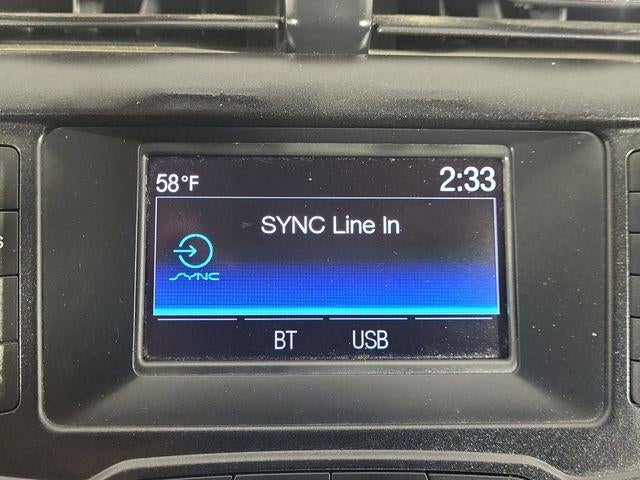 58°F 2:33
SYNC Line In
SYNC
BT USB